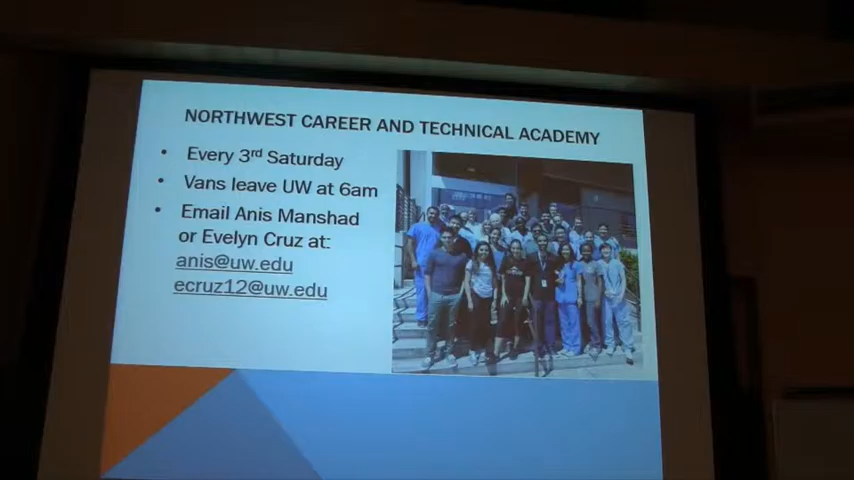 NORTHWEST CAREER AND TECHNICAL ACADEMY
• Every 3rd Saturday
• Vans leave UW at 6am
• Email Anis Manshad
or Evelyn Cruz at:
anis@uw.edu
ecruz12@uw.edu